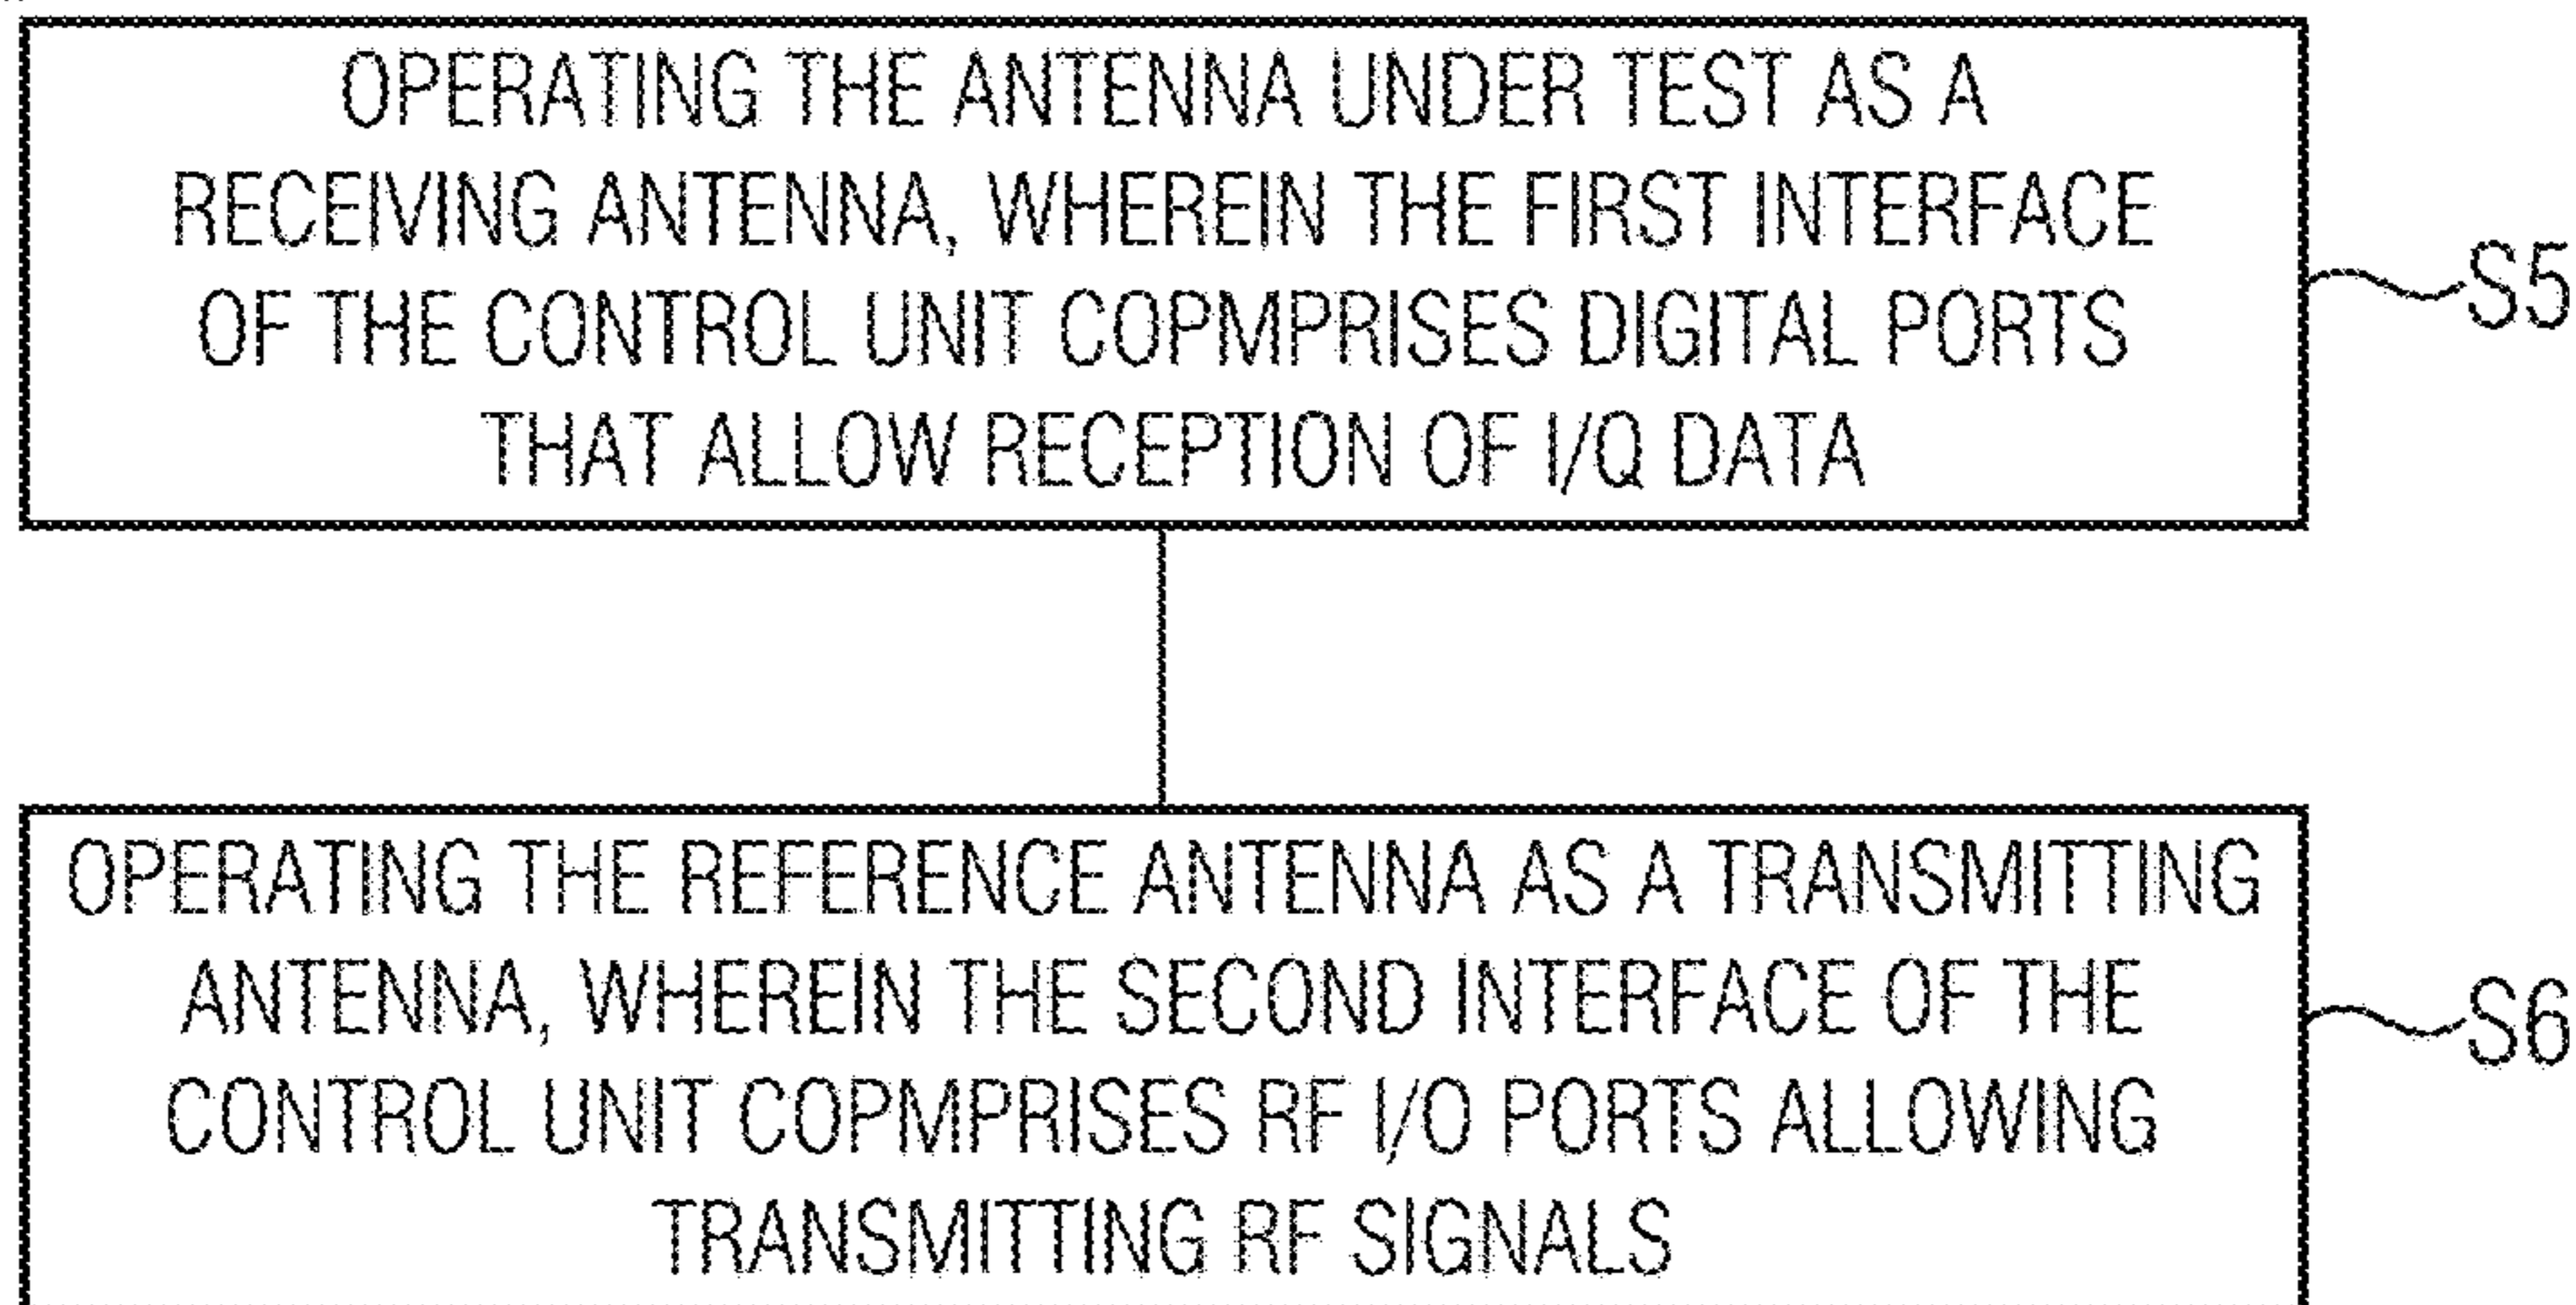 OPERATING THE ANTENNA UNDER TEST AS A
RECEIVING ANTENNA, WHEREIN THE FIRST INTERFACE
OF THE CONTROL UNIT COPMPRISES DIGITAL PORTS
THAT ALLOW RECEPTION OF I/Q DATA
S5
OPERATING THE REFERENCE ANTENNA AS A TRANSMITTING
ANTENNA, WHEREIN THE SECOND INTERFACE OF THE
CONTROL UNIT COPMPRISES RF I/O PORTS ALLOWING
TRANSMITTING RF SIGNALS
S6